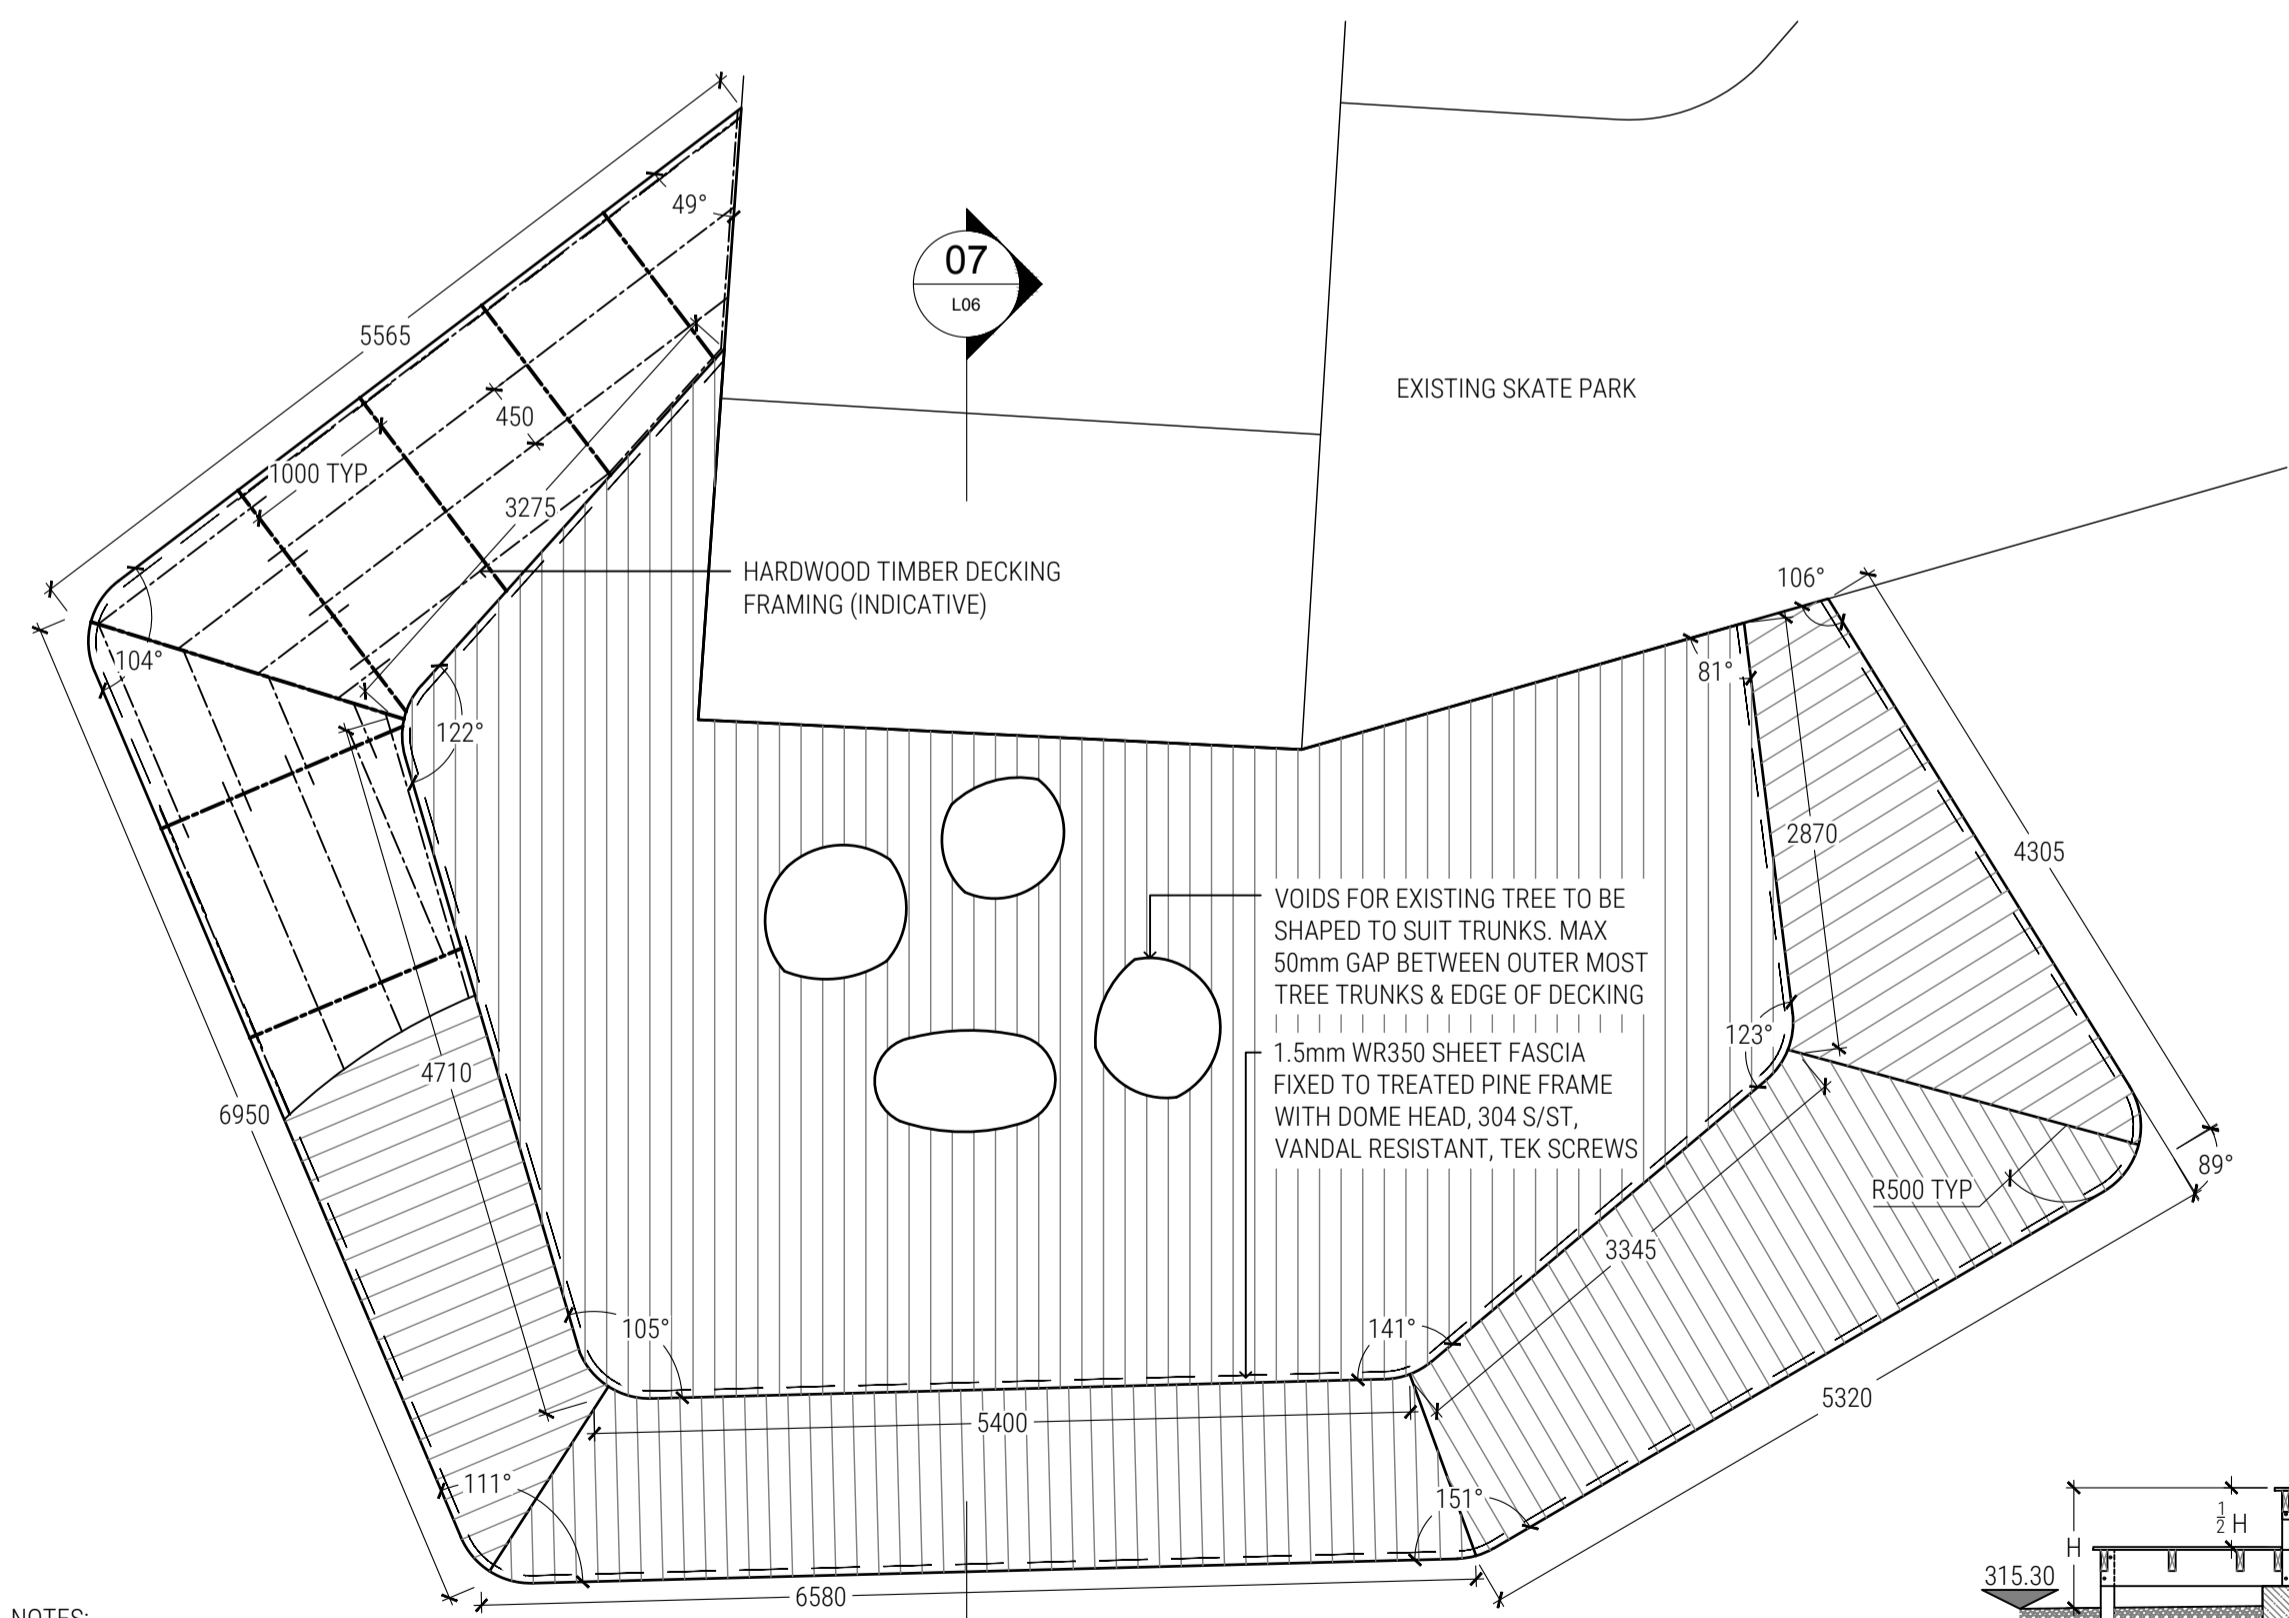 49°
07
L06
5565
EXISTING SKATE PARK
450
1000 TYP
3275
HARDWOOD TIMBER DECKING
FRAMING (INDICATIVE)
106°
104°
81°
122°
2870
4305
VOIDS FOR EXISTING TREE TO BE
SHAPED TO SUIT TRUNKS. MAX
50mm GAP BETWEEN OUTER MOST
TREE TRUNKS & EDGE OF DECKING
123°
1.5mm WR350 SHEET FASCIA
FIXED TO TREATED PINE FRAME
WITH DOME HEAD, 304 S/ST,
VANDAL RESISTANT, TEK SCREWS
4710
6950
89°
R500 TYP
3345
105°
141°
5320
5400
111°
151°
1/2 H
H
315.30
6580
NOTES: